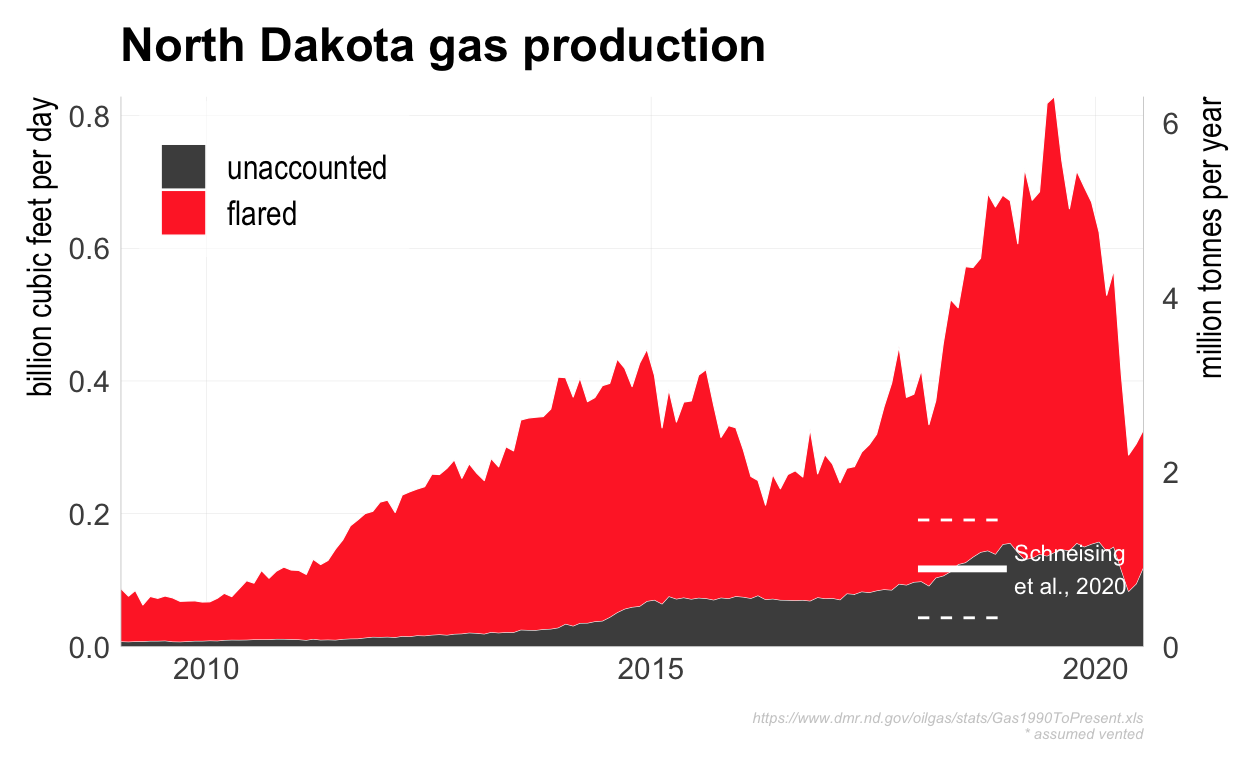 North Dakota gas production
billion cubic feet per day
million tonnes per year
0.8
0.6
0.4
0.2
0.0
6
4
2
0
unaccounted
flared
Schneising
et al., 2020
2010
2015
2020
https://www.dmr.nd.gov/oilgas/stats/Gas1990ToPresent.xls
* assumed vented